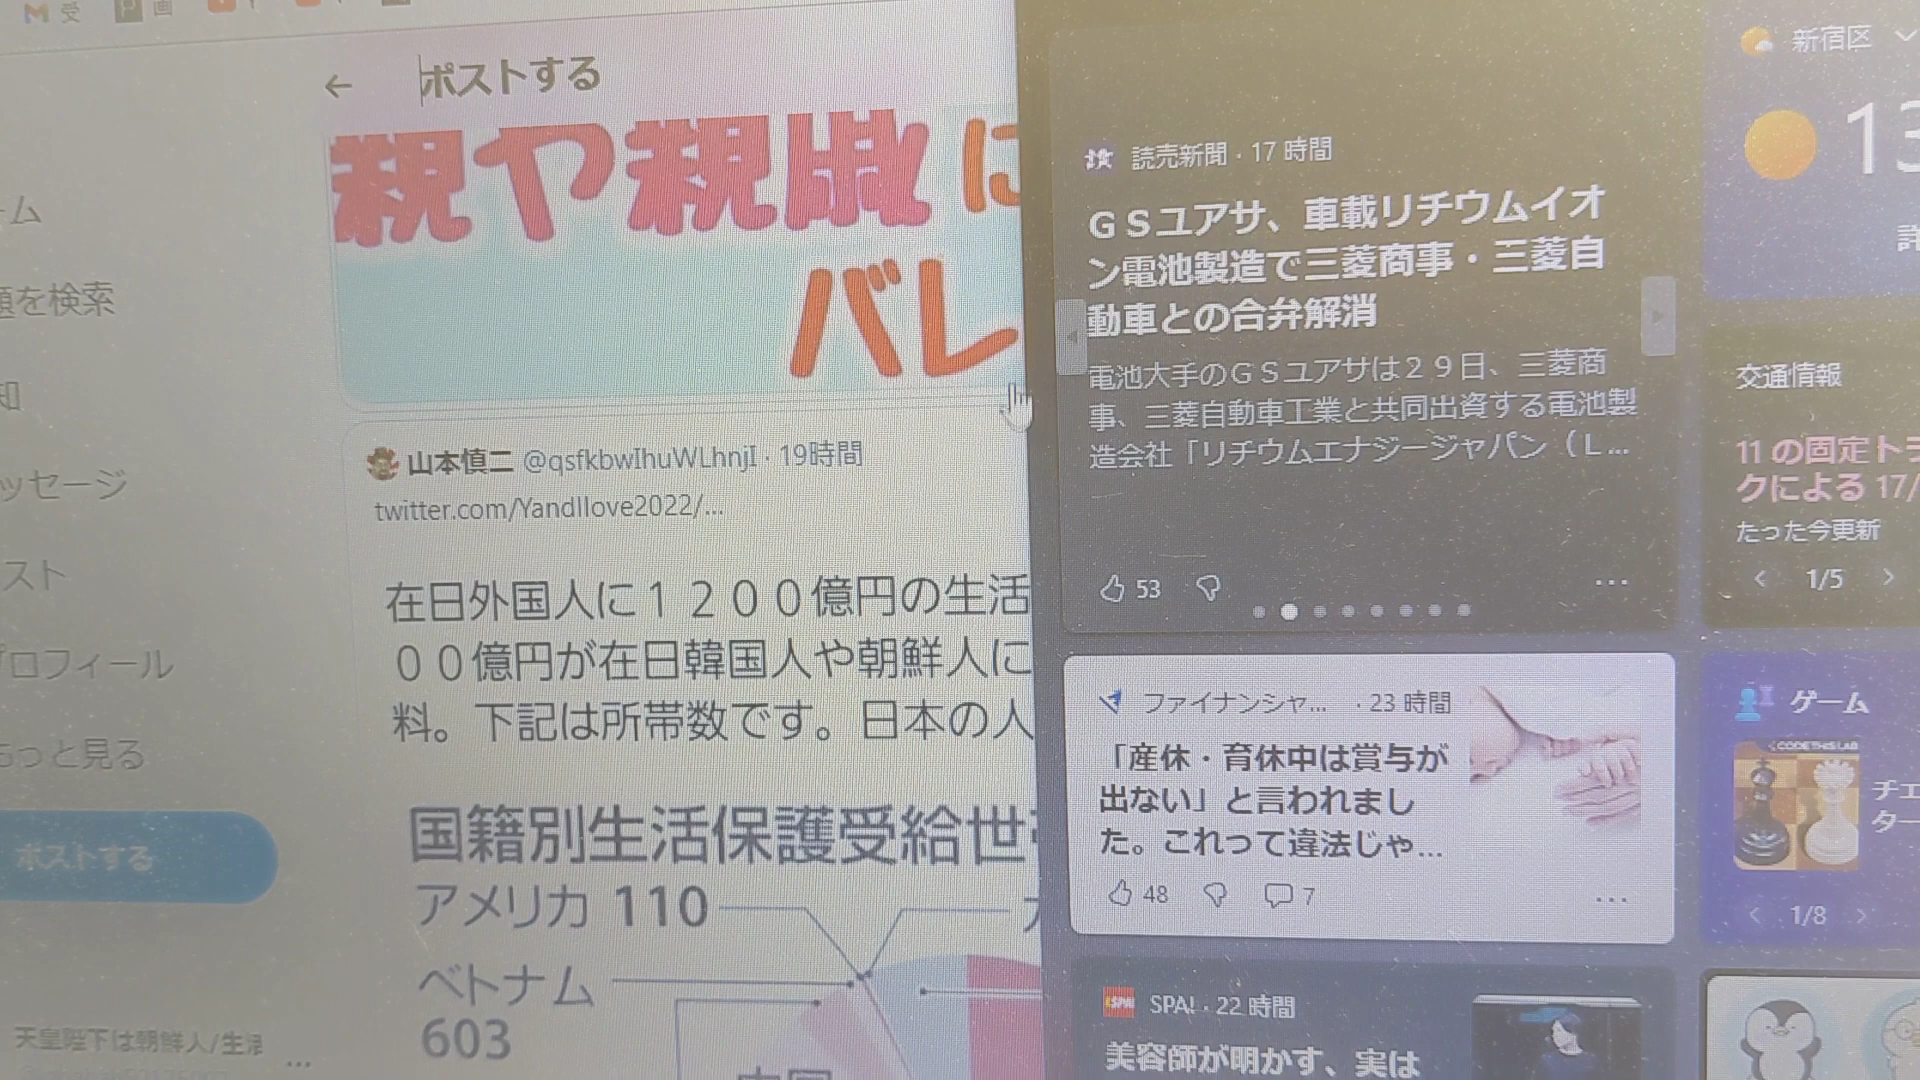 受
画
ポストする
親や親戚に
バレ
ーム
題を検索
知
ッセージ
スト
プロフィール
もっと見る
ポストする
天皇陛下は朝鮮人/生活
...
山本慎二 @qsfkbwIhuWLhnjI · 19時間
twitter.com/YandIlove2022/...
在日外国人に１２００億円の生活
００億円が在日韓国人や朝鮮人に
料。下記は所帯数です。日本の人
国籍別生活保護受給世帯
アメリカ 110
ベトナム
603
中国
読売新聞 · 17 時間
ＧＳユアサ、車載リチウムイオ
ン電池製造で三菱商事・三菱自
動車との合弁解消
電池大手のＧＳユアサは２９日、三菱商
事、三菱自動車工業と共同出資する電池製
造会社「リチウムエナジージャパン（Ｌ...
53
...
ファイナンシャ... · 23 時間
「産休・育休中は賞与が
出ない」と言われまし
た。これって違法じゃ...
48
7
...
SPA!
SPA! · 22 時間
美容師が明かす、実は
新宿区
13
詳
交通情報
11 の固定トラ
クによる 17/
たった今更新
1/5
ゲーム
CODE THIS LAB
チェ
ター
1/8